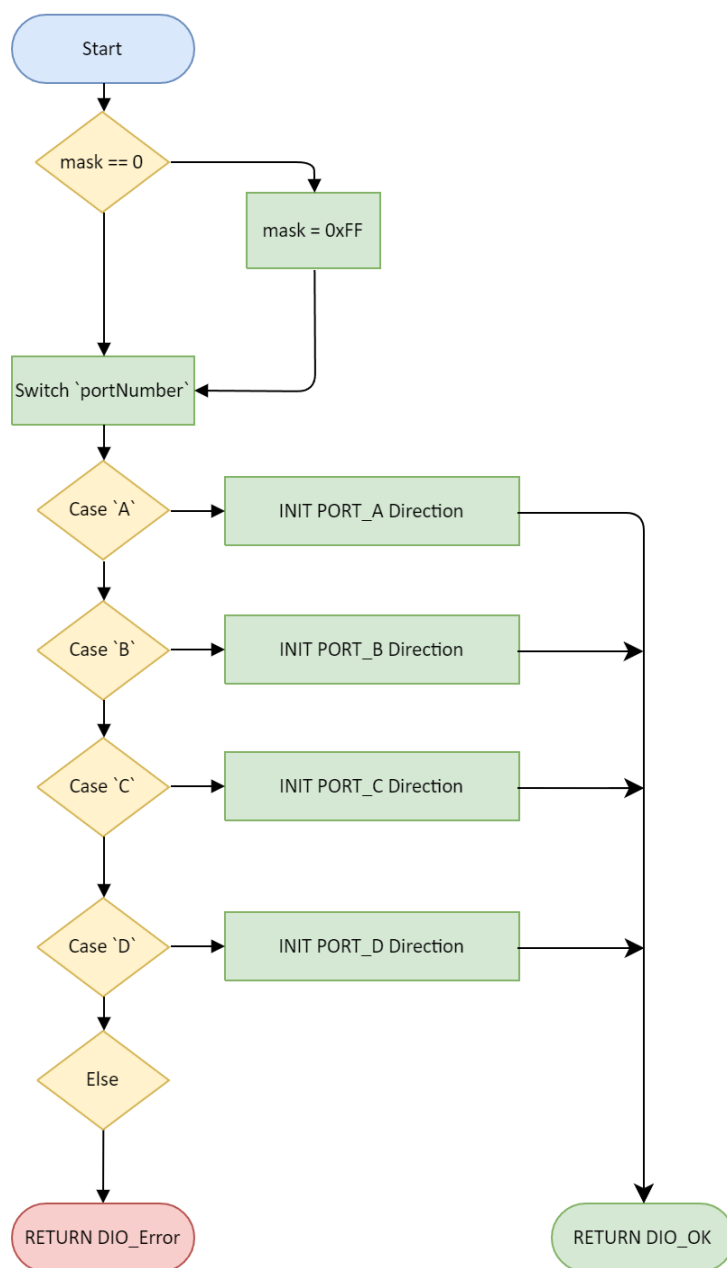 Start
mask == 0
mask = 0xFF
Switch `portNumber`
Case `A`
INIT PORT_A Direction
Case `B`
INIT PORT_B Direction
Case `C`
INIT PORT_C Direction
Case `D`
INIT PORT_D Direction
Else
RETURN DIO_Error
RETURN DIO_OK